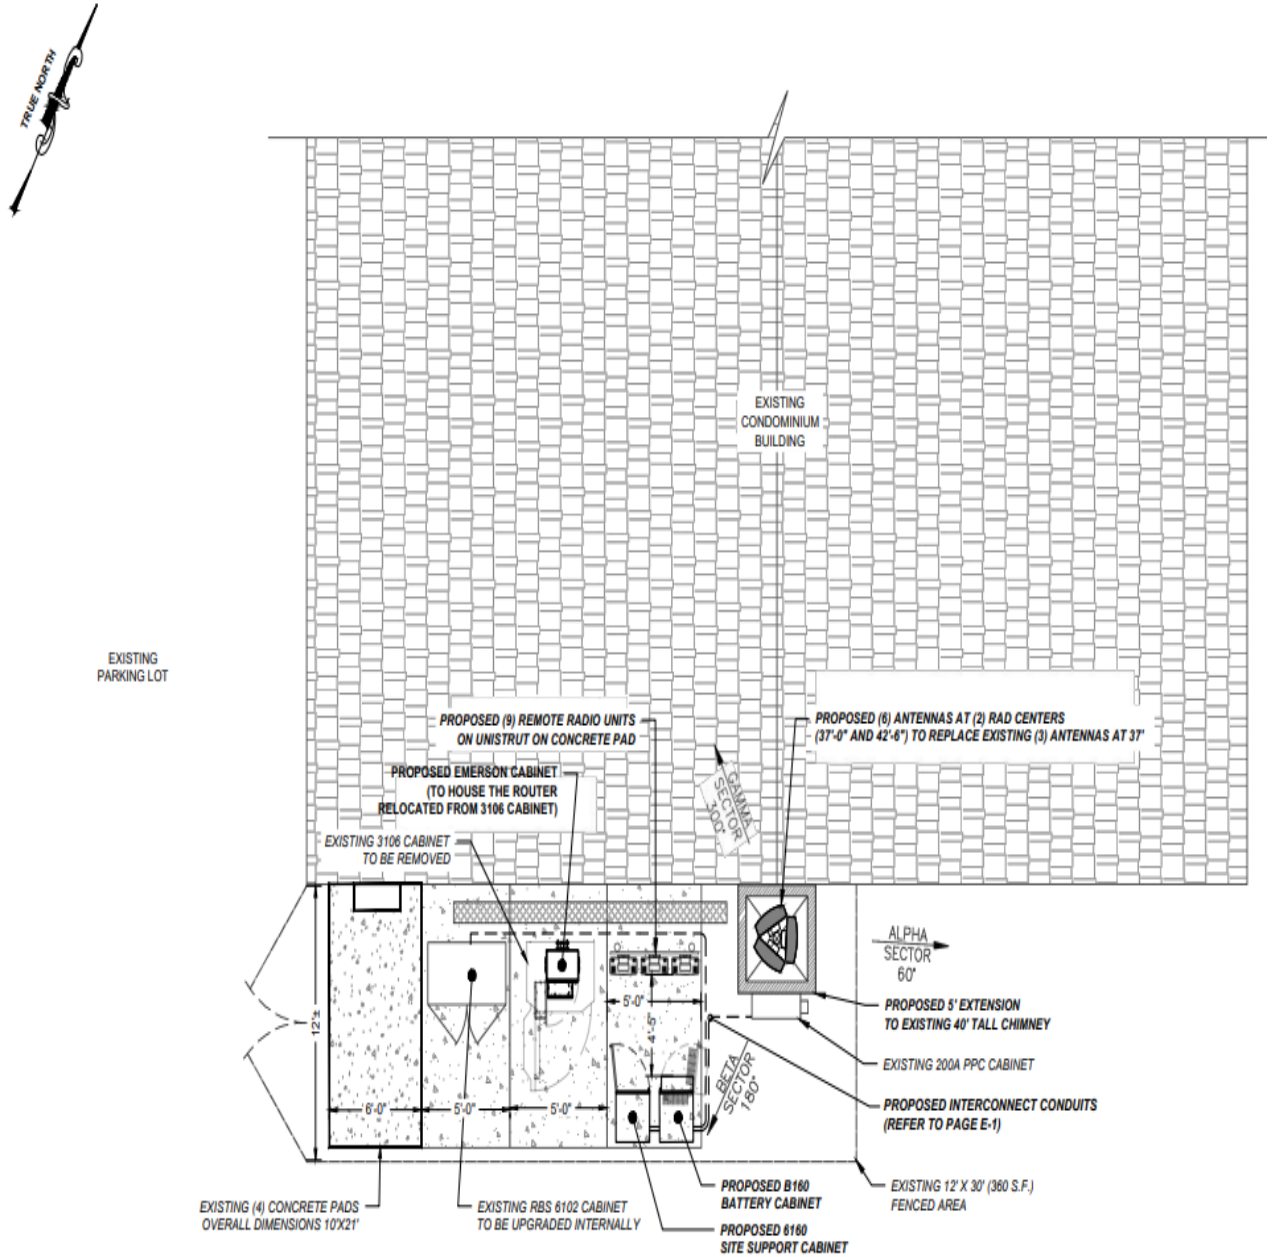 TRUE NORTH
EXISTING
CONDOMINIUM
BUILDING
EXISTING
PARKING LOT
PROPOSED (9) REMOTE RADIO UNITS
ON UNISTRUT ON CONCRETE PAD
PROPOSED (6) ANTENNAS AT (2) RAD CENTERS
(37'-0" AND 42'-6") TO REPLACE EXISTING (3) ANTENNAS AT 37'
PROPOSED EMERSON CABINET
(TO HOUSE THE ROUTER
RELOCATED FROM 3106 CABINET)
GAMMA
SECTOR
300°
EXISTING 3106 CABINET
TO BE REMOVED
ALPHA
SECTOR
60°
5'-0"
PROPOSED 5' EXTENSION
TO EXISTING 40' TALL CHIMNEY
12'±
4'-5"
EXISTING 200A PPC CABINET
BETA
SECTOR
180°
6'-0"
5'-0"
5'-0"
PROPOSED INTERCONNECT CONDUITS
(REFER TO PAGE E-1)
EXISTING (4) CONCRETE PADS
OVERALL DIMENSIONS 10'X21'
EXISTING RBS 6102 CABINET
TO BE UPGRADED INTERNALLY
PROPOSED B160
BATTERY CABINET
EXISTING 12' X 30' (360 S.F.)
FENCED AREA
PROPOSED 6160
SITE SUPPORT CABINET